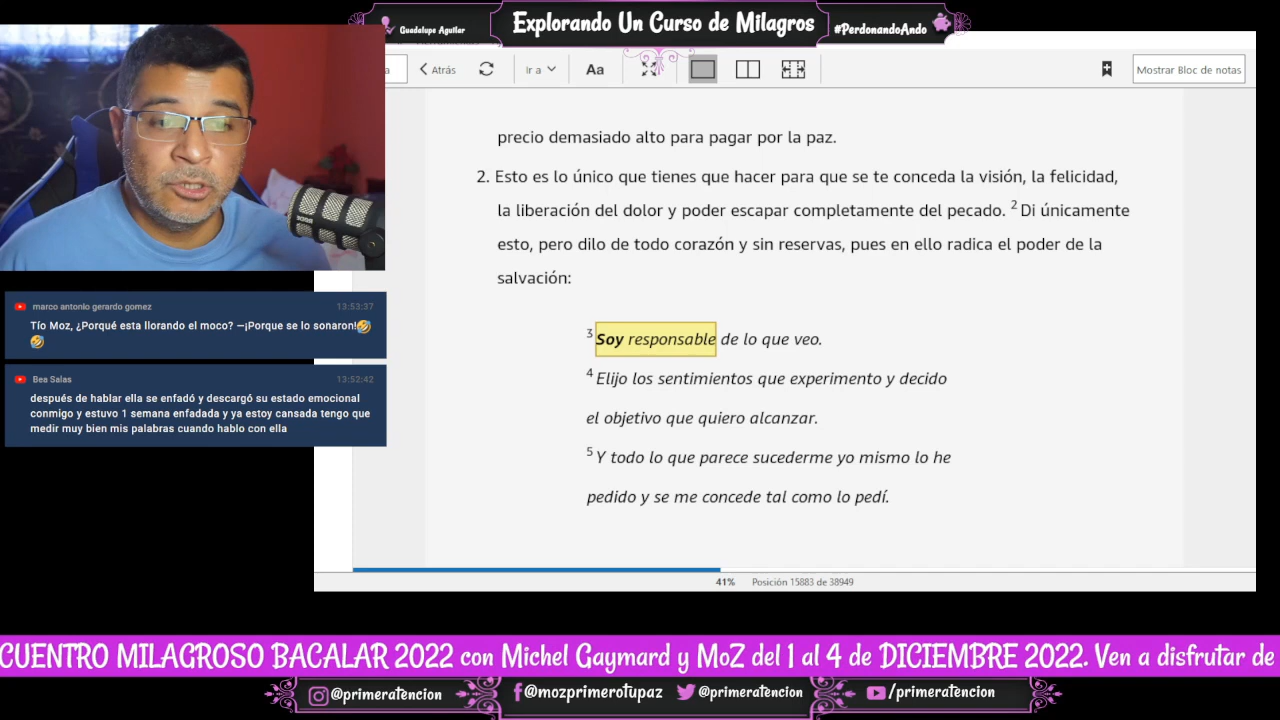 Guadalupe Aguilar
Explorando Un Curso de Milagros
#PerdonandoAndo
a
Atrás
Ir a
Aa
Mostrar Bloc de notas
precio demasiado alto para pagar por la paz.
2. Esto es lo único que tienes que hacer para que se te conceda la visión, la felicidad,
la liberación del dolor y poder escapar completamente del pecado. 2 Di únicamente
esto, pero dilo de todo corazón y sin reservas, pues en ello radica el poder de la
salvación:
3 Soy responsable de lo que veo.
4 Elijo los sentimientos que experimento y decido
el objetivo que quiero alcanzar.
5 Y todo lo que parece sucederme yo mismo lo he
pedido y se me concede tal como lo pedí.
41% Posición 15883 de 38949
marco antonio gerardo gomez 13:53:37
Tío Moz, ¿Porqué esta llorando el moco? —¡Porque se lo sonaron!🤣
🤣
Bea Salas 13:52:42
después de hablar ella se enfadó y descargó su estado emocional
conmigo y estuvo 1 semana enfadada y ya estoy cansada tengo que
medir muy bien mis palabras cuando hablo con ella
CUENTRO MILAGROSO BACALAR 2022 con Michel Gaymard y MoZ del 1 al 4 de DICIEMBRE 2022. Ven a disfrutar de
@primeratencion
@mozprimerotupaz
@primeratencion
/primeratencion